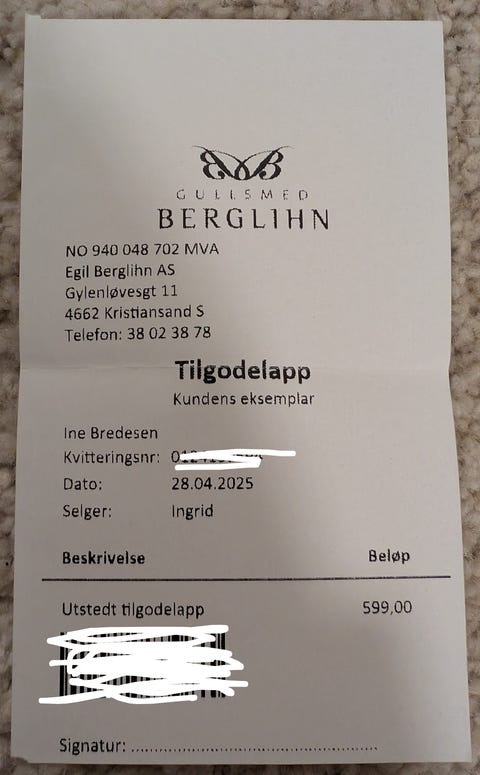 GULLSMED
BERGLIHN
NO 940 048 702 MVA
Egil Berglihn AS
Gylenløvesgt 11
4662 Kristiansand S
Telefon: 38 02 38 78
Tilgodelapp
Kundens eksemplar
Ine Bredesen
Kvitteringsnr:
Dato: 28.04.2025
Selger: Ingrid
Beskrivelse Beløp
Utstedt tilgodelapp 599,00
Signatur: ............................................